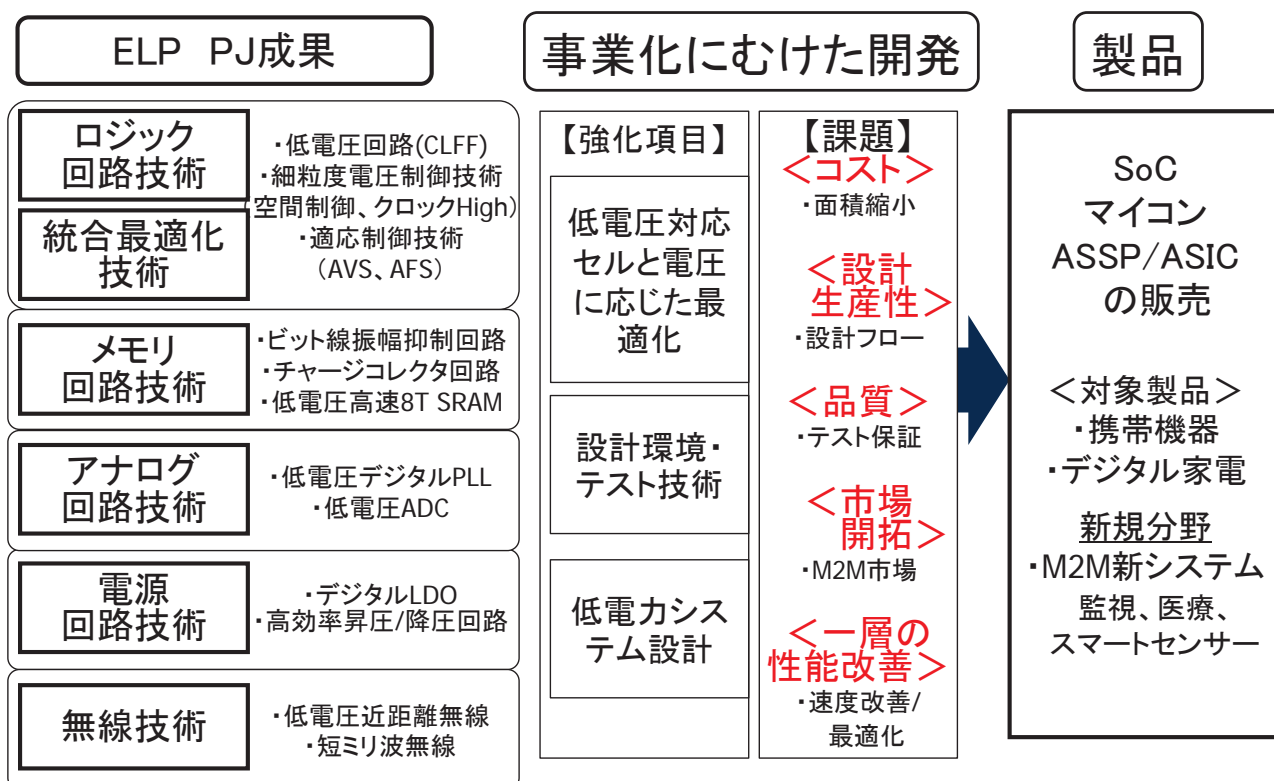 ELP PJ成果
ロジック
回路技術
統合最適化
技術
・低電圧回路(CLFF)
・細粒度電圧制御技術
(空間制御、クロックHigh)
・適応制御技術
(AVS、AFS)
メモリ
回路技術
・ビット線振幅抑制回路
・チャージコレクタ回路
・低電圧高速8T SRAM
アナログ
回路技術
・低電圧デジタルPLL
・低電圧ADC
電源
回路技術
・デジタルLDO
・高効率昇圧/降圧回路
無線技術
・低電圧近距離無線
・短ミリ波無線
事業化にむけた開発
【強化項目】
低電圧対応
セルと電圧
に応じた最
適化
設計環境・
テスト技術
低電力シス
テム設計
【課題】
＜コスト＞
・面積縮小
＜設計
生産性＞
・設計フロー
＜品質＞
・テスト保証
＜市場
開拓＞
・M2M市場
＜一層の
性能改善＞
・速度改善/
最適化
製品
SoC
マイコン
ASSP/ASIC
の販売
＜対象製品＞
・携帯機器
・デジタル家電
新規分野
・M2M新システム
監視、医療、
スマートセンサー